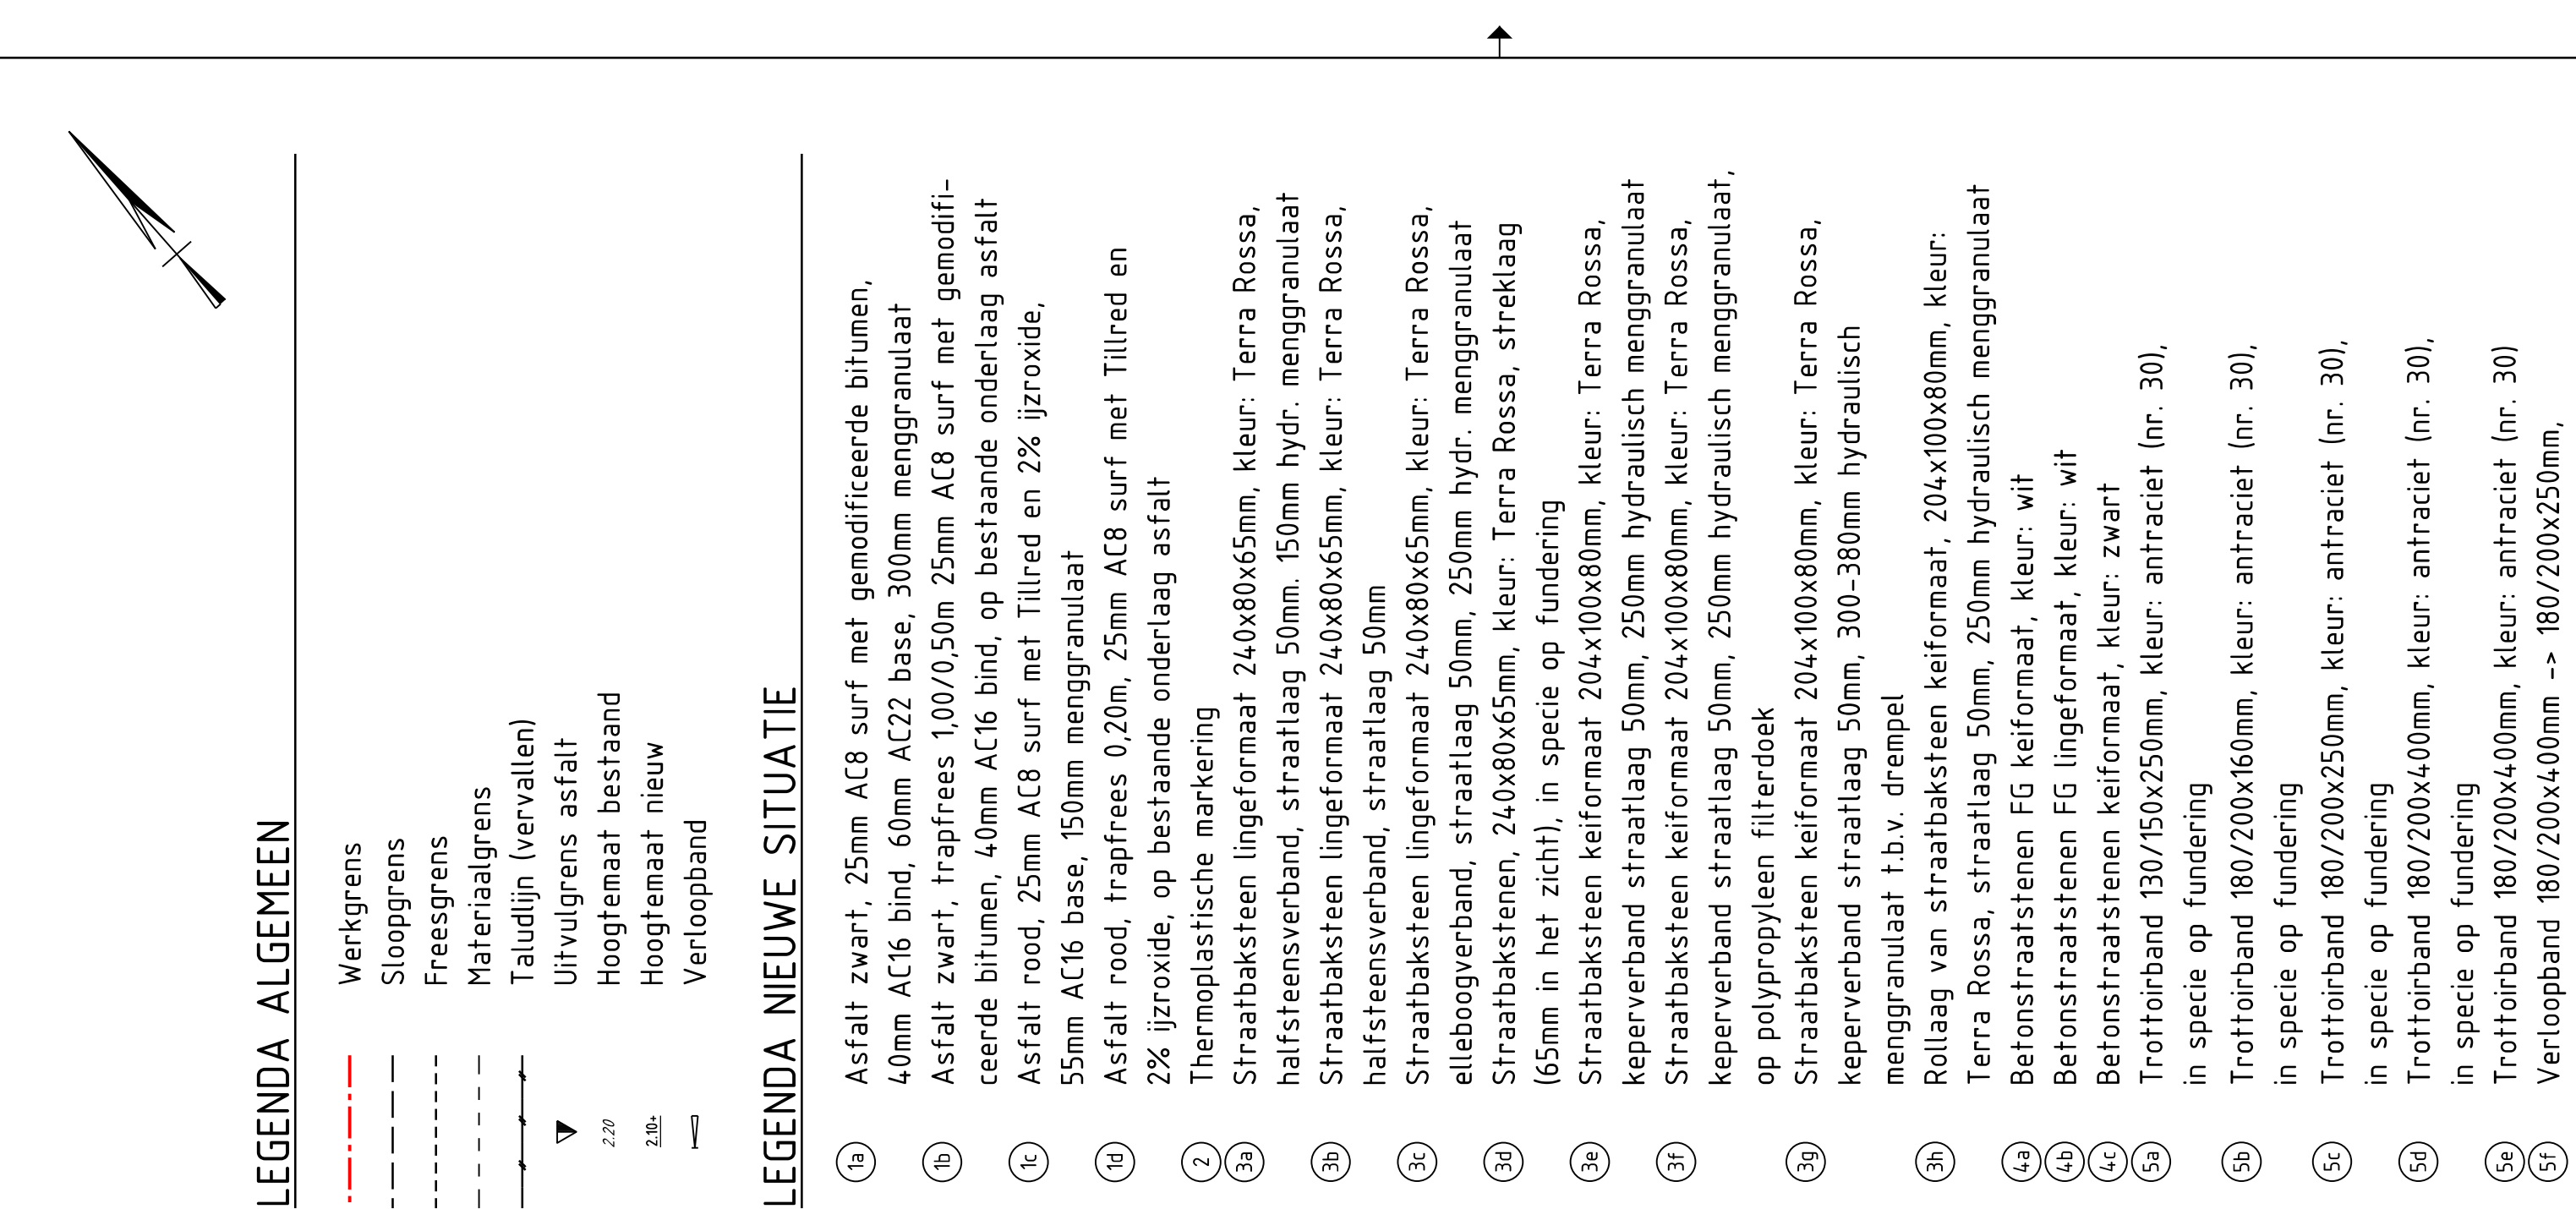 LEGENDA ALGEMEEN
Werkgrens
Sloopgrens
Freesgrens
Materiaalgrens
Taludlijn (vervallen)
Uitvulgrens asfalt
2.20 Hoogtemaat bestaand
2.10+ Hoogtemaat nieuw
Verloopband
LEGENDA NIEUWE SITUATIE
1a Asfalt zwart, 25mm AC8 surf met gemodificeerde bitumen,
40mm AC16 bind, 60mm AC22 base, 300mm menggranulaat
1b Asfalt zwart, trapfrees 1,00/0,50m 25mm AC8 surf met gemodifi-
ceerde bitumen, 40mm AC16 bind, op bestaande onderlaag asfalt
1c Asfalt rood, 25mm AC8 surf met Tillred en 2% ijzroxide,
55mm AC16 base, 150mm menggranulaat
1d Asfalt rood, trapfrees 0,20m, 25mm AC8 surf met Tillred en
2% ijzroxide, op bestaande onderlaag asfalt
2 Thermoplastische markering
3a Straatbaksteen lingeformaat 240x80x65mm, kleur: Terra Rossa,
halfsteensverband, straatlaag 50mm. 150mm hydr. menggranulaat
3b Straatbaksteen lingeformaat 240x80x65mm, kleur: Terra Rossa,
halfsteensverband, straatlaag 50mm
3c Straatbaksteen lingeformaat 240x80x65mm, kleur: Terra Rossa,
elleboogverband, straatlaag 50mm, 250mm hydr. menggranulaat
3d Straatbakstenen, 240x80x65mm, kleur: Terra Rossa, streklaag
(65mm in het zicht), in specie op fundering
3e Straatbaksteen keiformaat 204x100x80mm, kleur: Terra Rossa,
keperverband straatlaag 50mm, 250mm hydraulisch menggranulaat
3f Straatbaksteen keiformaat 204x100x80mm, kleur: Terra Rossa,
keperverband straatlaag 50mm, 250mm hydraulisch menggranulaat,
op polypropyleen filterdoek
3g Straatbaksteen keiformaat 204x100x80mm, kleur: Terra Rossa,
keperverband straatlaag 50mm, 300-380mm hydraulisch
menggranulaat t.b.v. drempel
3h Rollaag van straatbaksteen keiformaat, 204x100x80mm, kleur:
Terra Rossa, straatlaag 50mm, 250mm hydraulisch menggranulaat
4a Betonstraatstenen FG keiformaat, kleur: wit
4b Betonstraatstenen FG lingeformaat, kleur: wit
4c Betonstraatstenen keiformaat, kleur: zwart
5a Trottoirband 130/150x250mm, kleur: antraciet (nr. 30),
in specie op fundering
5b Trottoirband 180/200x160mm, kleur: antraciet (nr. 30),
in specie op fundering
5c Trottoirband 180/200x250mm, kleur: antraciet (nr. 30),
in specie op fundering
5d Trottoirband 180/200x400mm, kleur: antraciet (nr. 30),
in specie op fundering
5e Trottoirband 180/200x400mm, kleur: antraciet (nr. 30)
5f Verloopband 180/200x400mm -> 180/200x250mm,